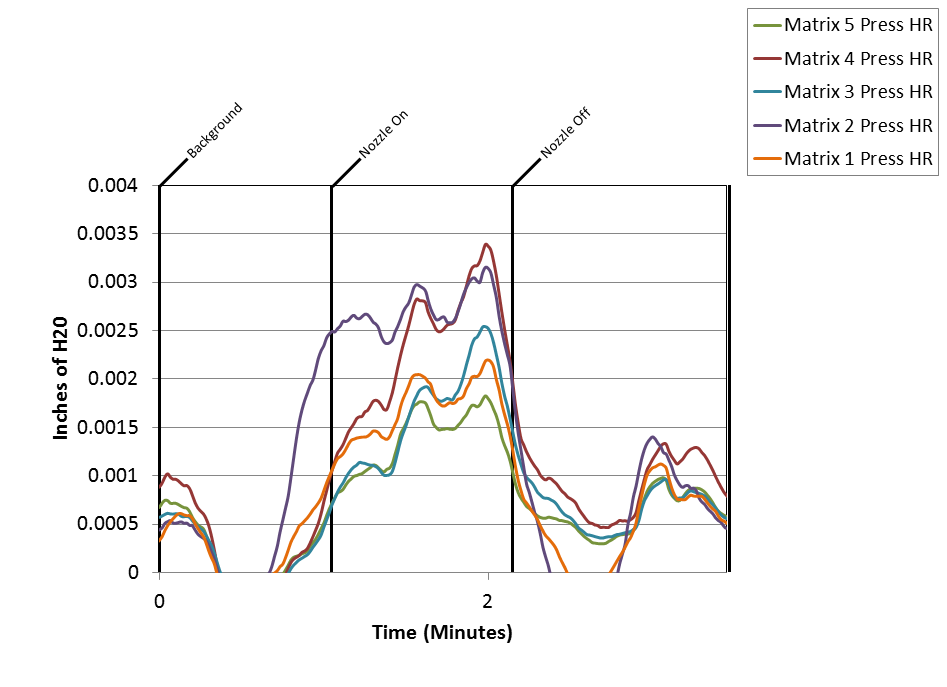 Matrix 5 Press HR
Matrix 4 Press HR
Matrix 3 Press HR
Matrix 2 Press HR
Matrix 1 Press HR
Background
Nozzle On
Nozzle Off
0.004
0.0035
0.003
0.0025
0.002
0.0015
0.001
0.0005
0
Inches of H20
0 2
Time (Minutes)